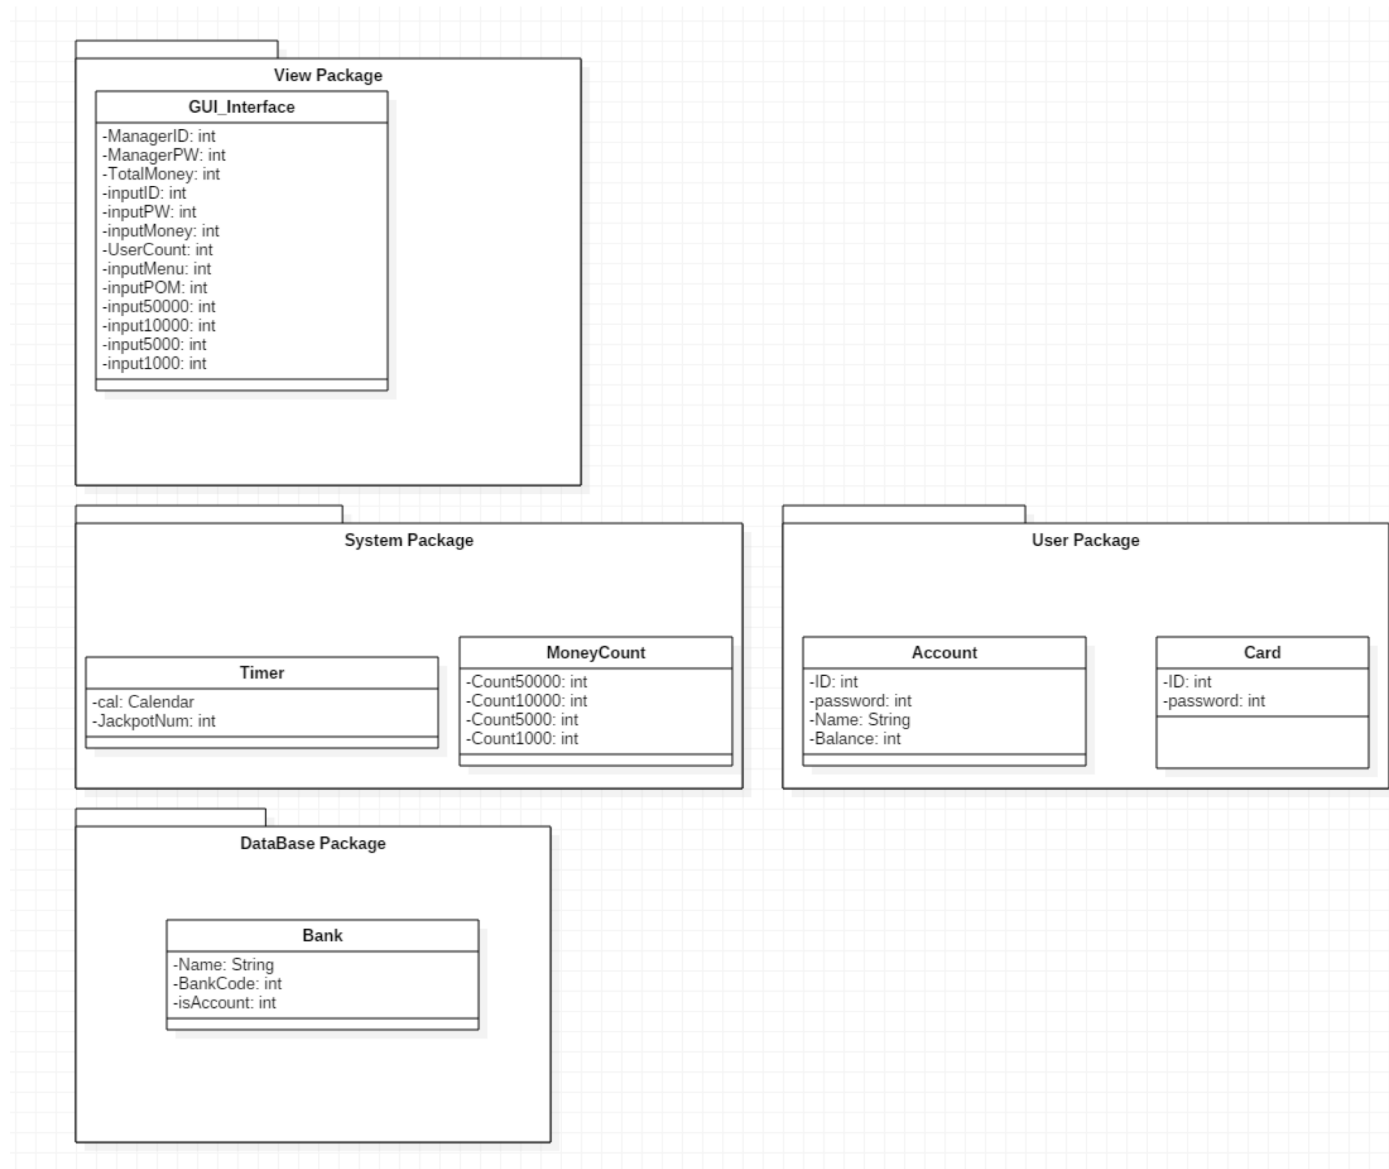 View Package
GUI_Interface
-ManagerID: int
-ManagerPW: int
-TotalMoney: int
-inputID: int
-inputPW: int
-inputMoney: int
-UserCount: int
-inputMenu: int
-inputPOM: int
-input50000: int
-input10000: int
-input5000: int
-input1000: int
System Package
Timer
-cal: Calendar
-JackpotNum: int
MoneyCount
-Count50000: int
-Count10000: int
-Count5000: int
-Count1000: int
User Package
Account
-ID: int
-password: int
-Name: String
-Balance: int
Card
-ID: int
-password: int
DataBase Package
Bank
-Name: String
-BankCode: int
-isAccount: int